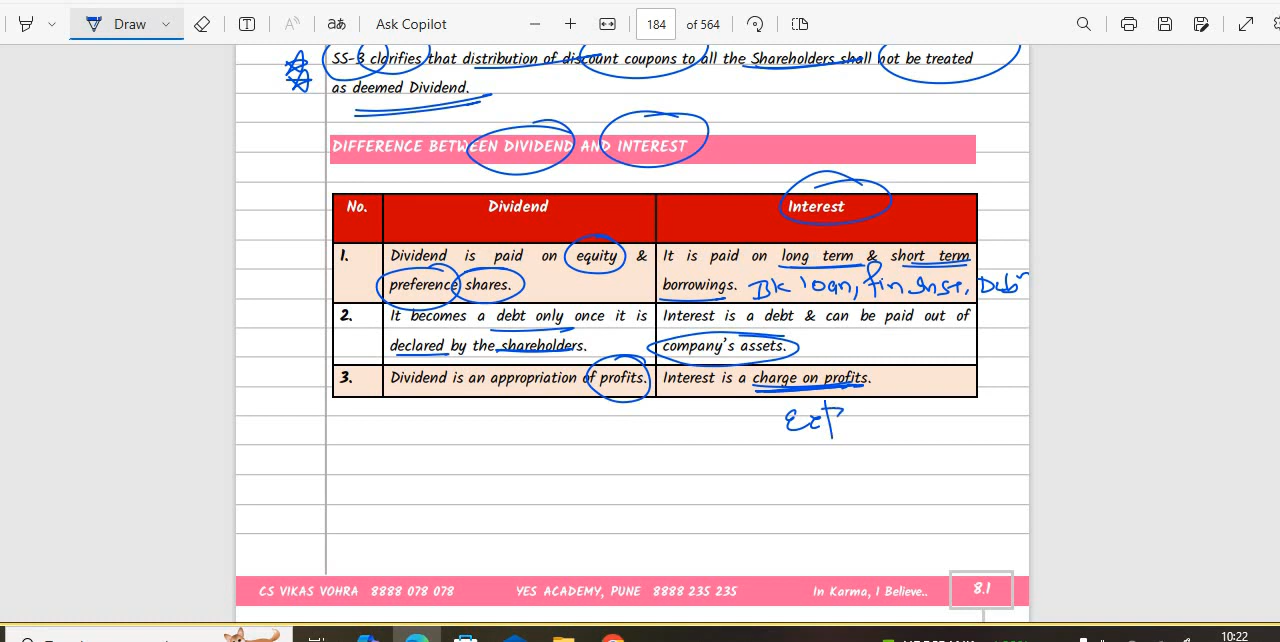 Draw
aあ
Ask Copilot
184 of 564
SS-3 clarifies that distribution of discount coupons to all the Shareholders shall not be treated
as deemed Dividend.
DIFFERENCE BETWEEN DIVIDEND AND INTEREST
No. Dividend Interest
1. Dividend is paid on equity &
preference shares.
It is paid on long term & short term
borrowings. Bk loan,
2. It becomes a debt only once it is
declared by the shareholders.
Interest is a debt & can be paid out of
company's assets.
3. Dividend is an appropriation of profits.
Interest is a charge on profits.
CS VIKAS VOHRA 8888 078 078 YES ACADEMY, PUNE 8888 235 235 In Karma, I Believe.. 8.1
10:22